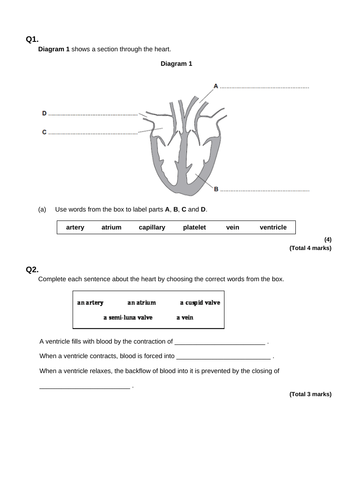 Q1.
Diagram 1 shows a section through the heart.
Diagram 1
A ................................................
D ................................................
C ................................................
B ................................................
(a) Use words from the box to label parts A, B, C and D.
artery atrium capillary platelet vein ventricle
(4)
(Total 4 marks)
Q2.
Complete each sentence about the heart by choosing the correct words from the box.
an artery an atrium a cuspid valve
a semi-luna valve a vein
A ventricle fills with blood by the contraction of __________________________ .
When a ventricle contracts, blood is forced into __________________________ .
When a ventricle relaxes, the backflow of blood into it is prevented by the closing of
__________________________ .
(Total 3 marks)